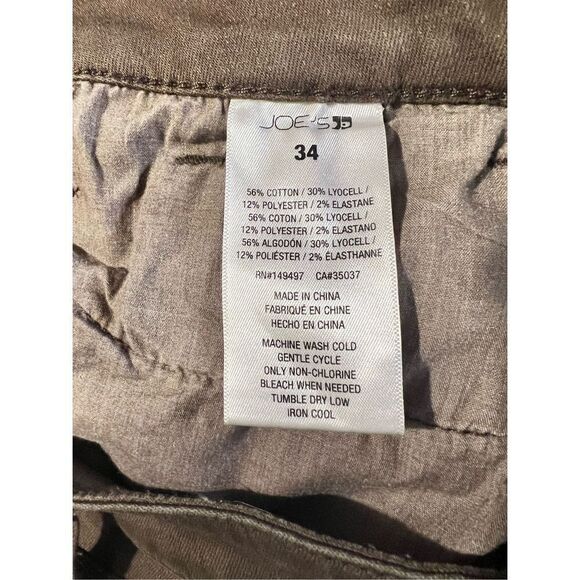 JOE'S
34
56% COTTON / 30% LYOCELL /
12% POLYESTER / 2% ELASTANE
56% COTON / 30% LYOCELL /
12% POLYESTER / 2% ELASTAND
56% ALGODÓN / 30% LYOCELL /
12% POLIÉSTER / 2% ÉLASTHANNE
RN#149497 CA#35037
MADE IN CHINA
FABRIQUÉ EN CHINE
HECHO EN CHINA
MACHINE WASH COLD
GENTLE CYCLE
ONLY NON-CHLORINE
BLEACH WHEN NEEDED
TUMBLE DRY LOW
IRON COOL